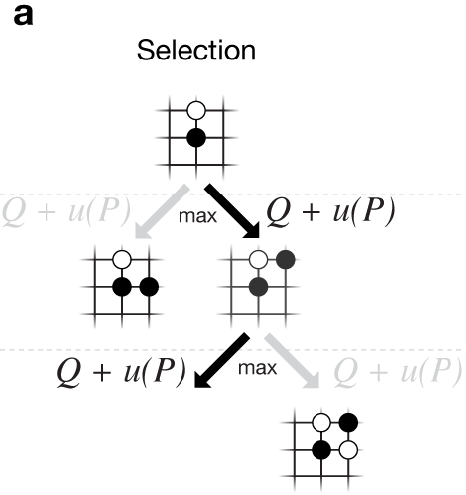 a
Selection
Q + u(P) max Q + u(P)
Q + u(P) max Q + u(P)